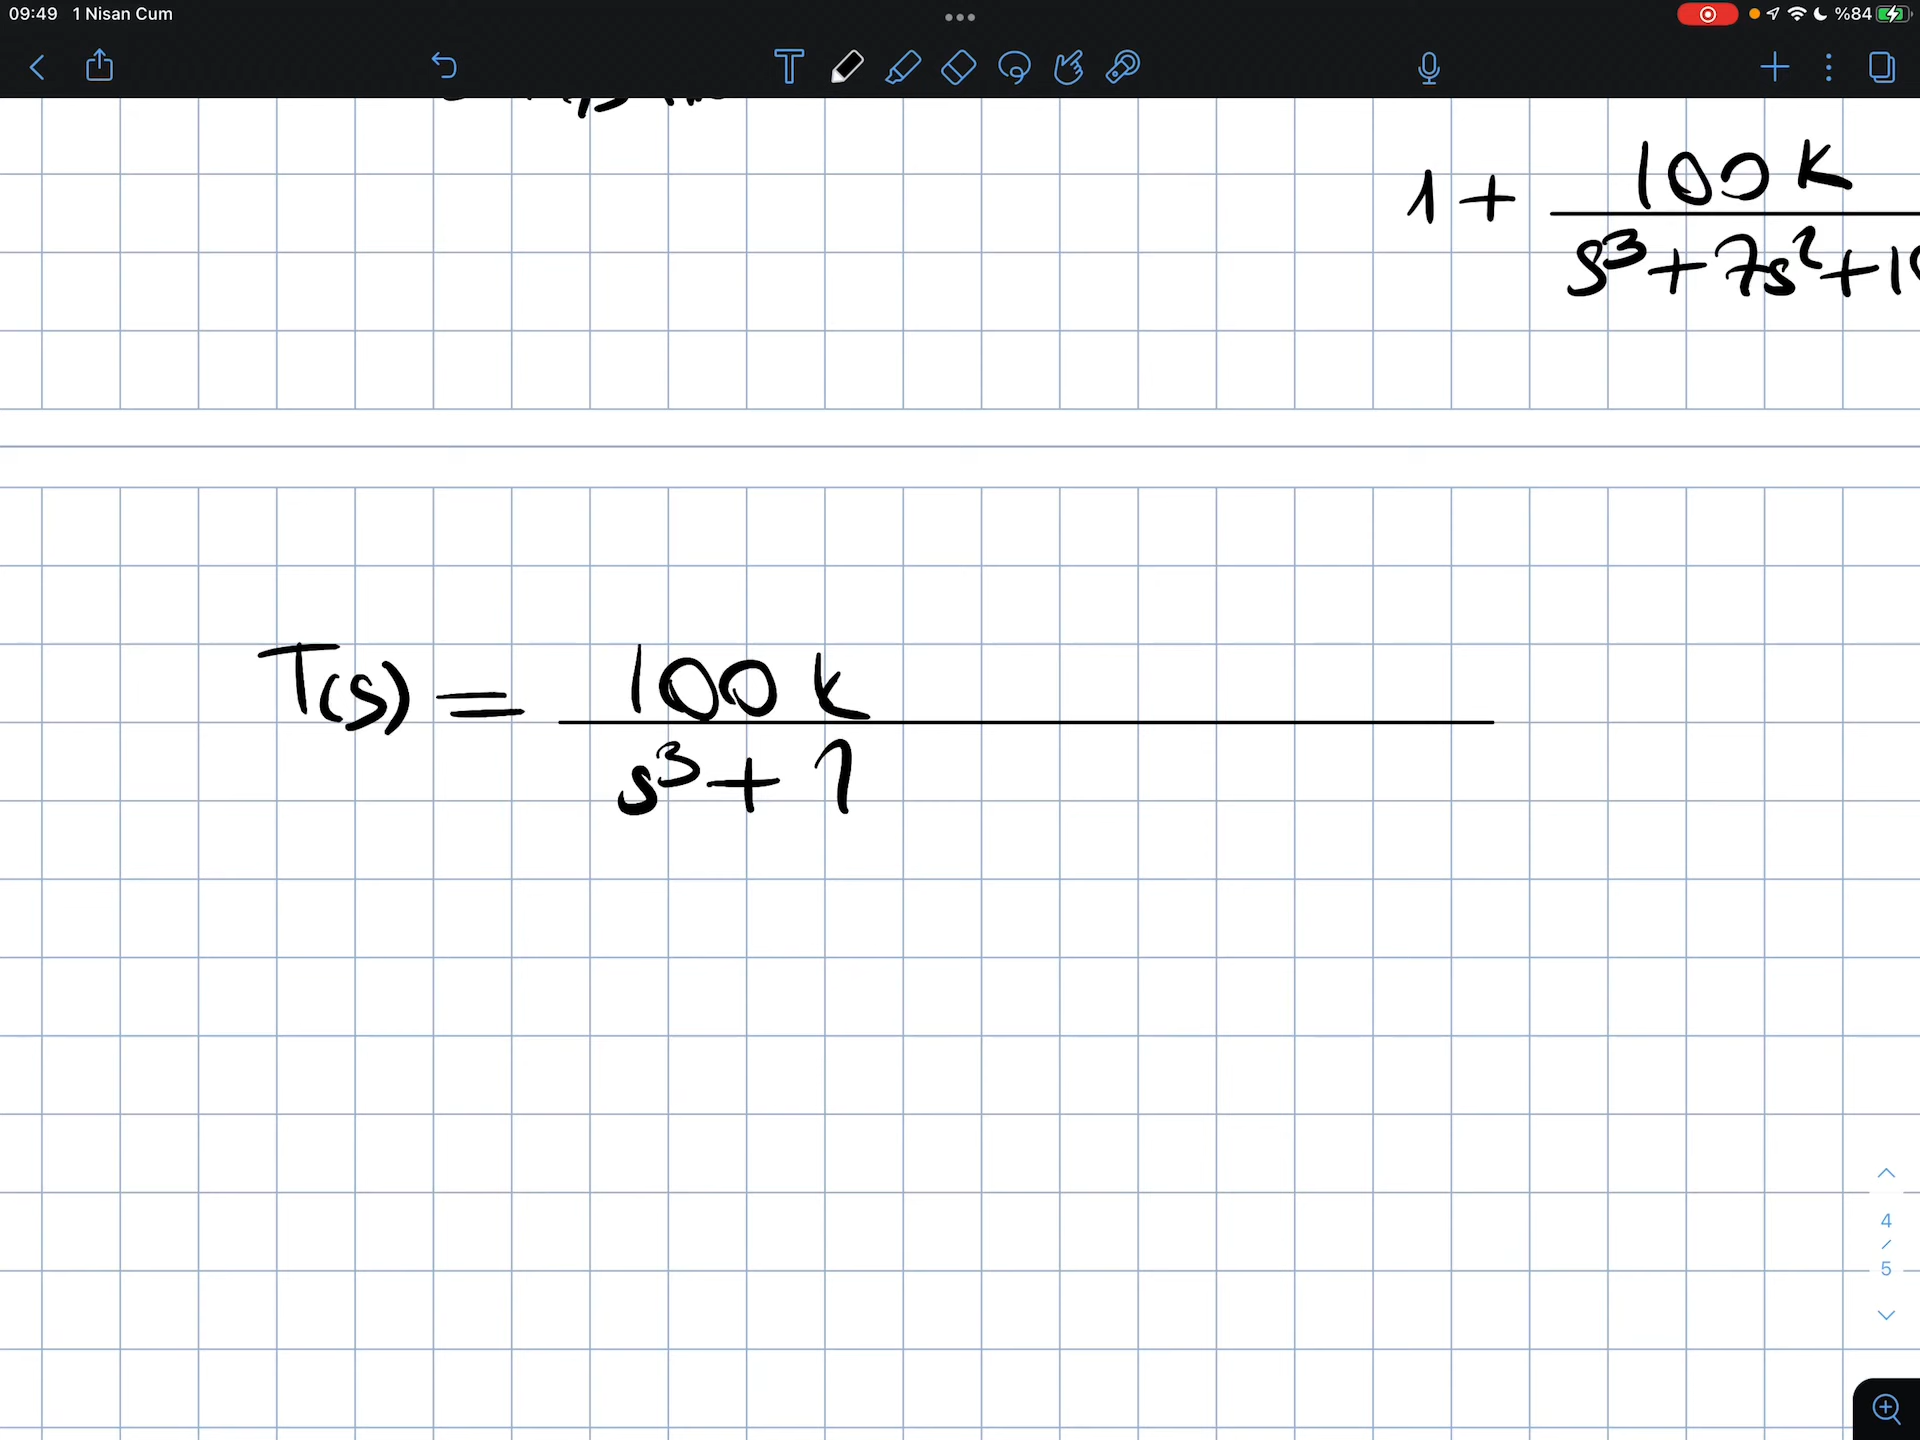 09:49 1 Nisan Cum %84
1 + 100 K
s³ + 7s² + 1
T(s) = 100 K
s³ + 7
4
/
5